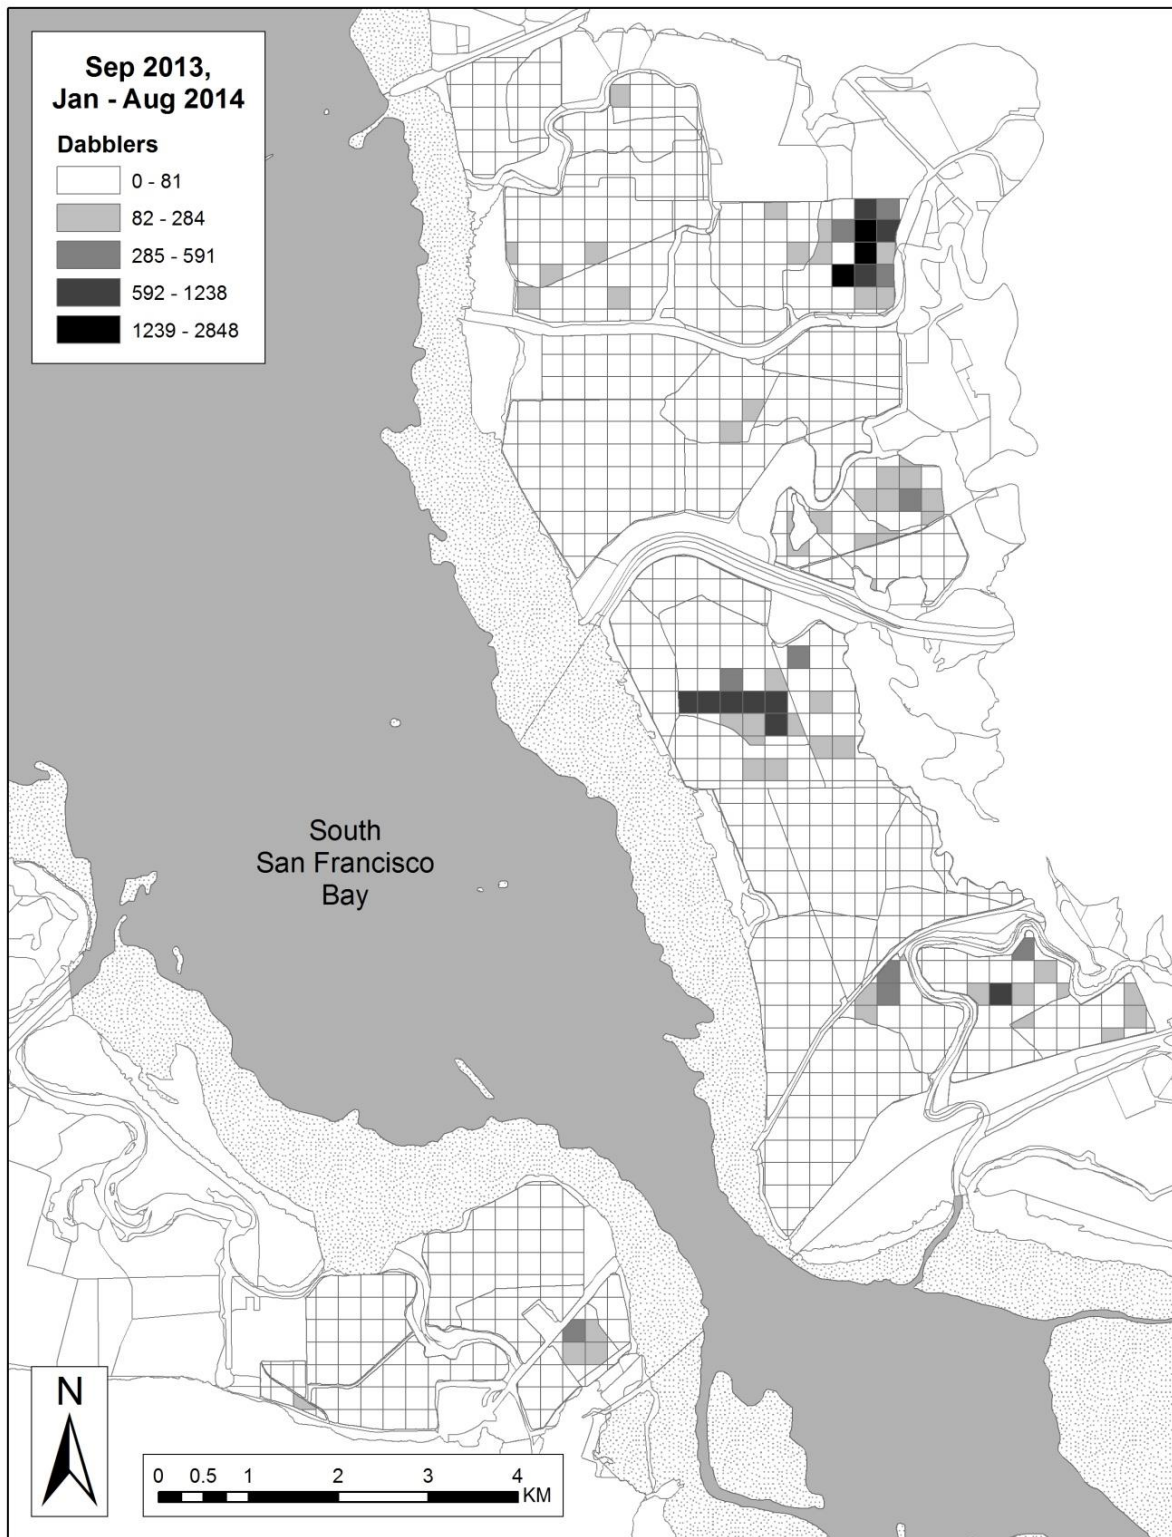 Sep 2013,
Jan - Aug 2014
Dabblers
0 - 81
82 - 284
285 - 591
592 - 1238
1239 - 2848
South
San Francisco
Bay
N
0 0.5 1 2 3 4
KM